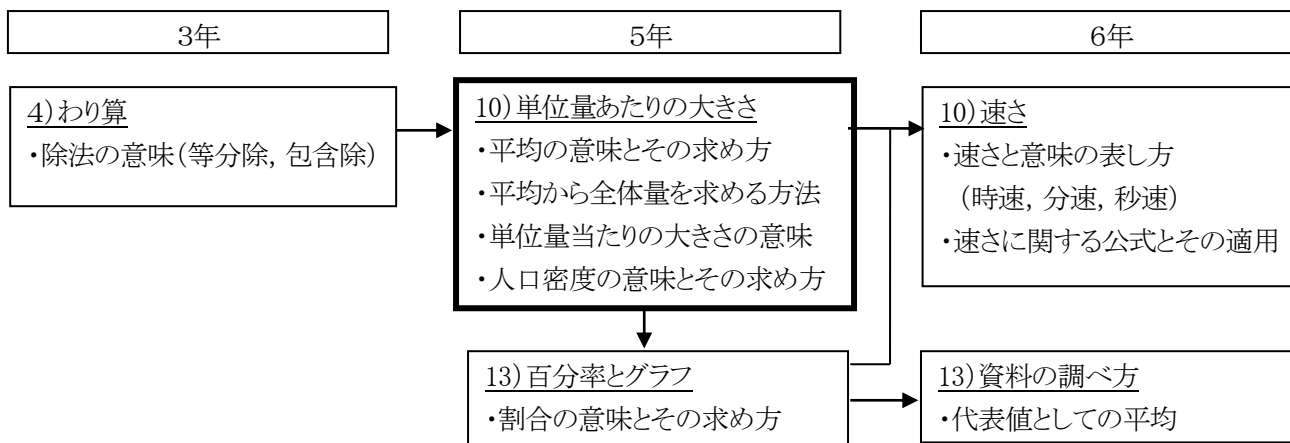 3年
5年
6年
4)わり算
・除法の意味(等分除, 包含除)
10)単位量あたりの大きさ
・平均の意味とその求め方
・平均から全体量を求める方法
・単位量当たりの大きさの意味
・人口密度の意味とその求め方
10)速さ
・速さと意味の表し方
(時速, 分速, 秒速)
・速さに関する公式とその適用
13)百分率とグラフ
・割合の意味とその求め方
13)資料の調べ方
・代表値としての平均